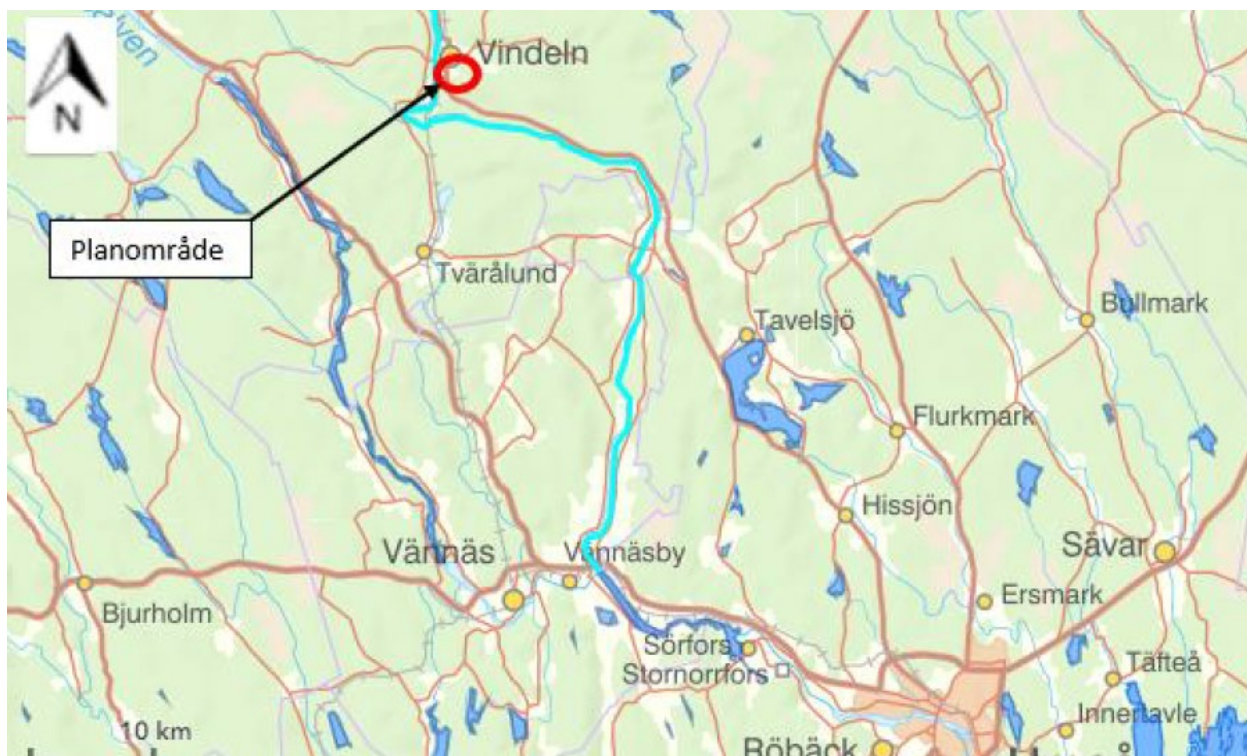 Vindeln
N
Planområde
Tvärålund
Bullmark
Tavelsjö
Flurkmark
Hissjön
Vännäs
Vännäsby
Sävar
Bjurholm
Ersmark
Sörfors
Stornorrfors
Täfteå
10 km
Innertavle
Röbäck